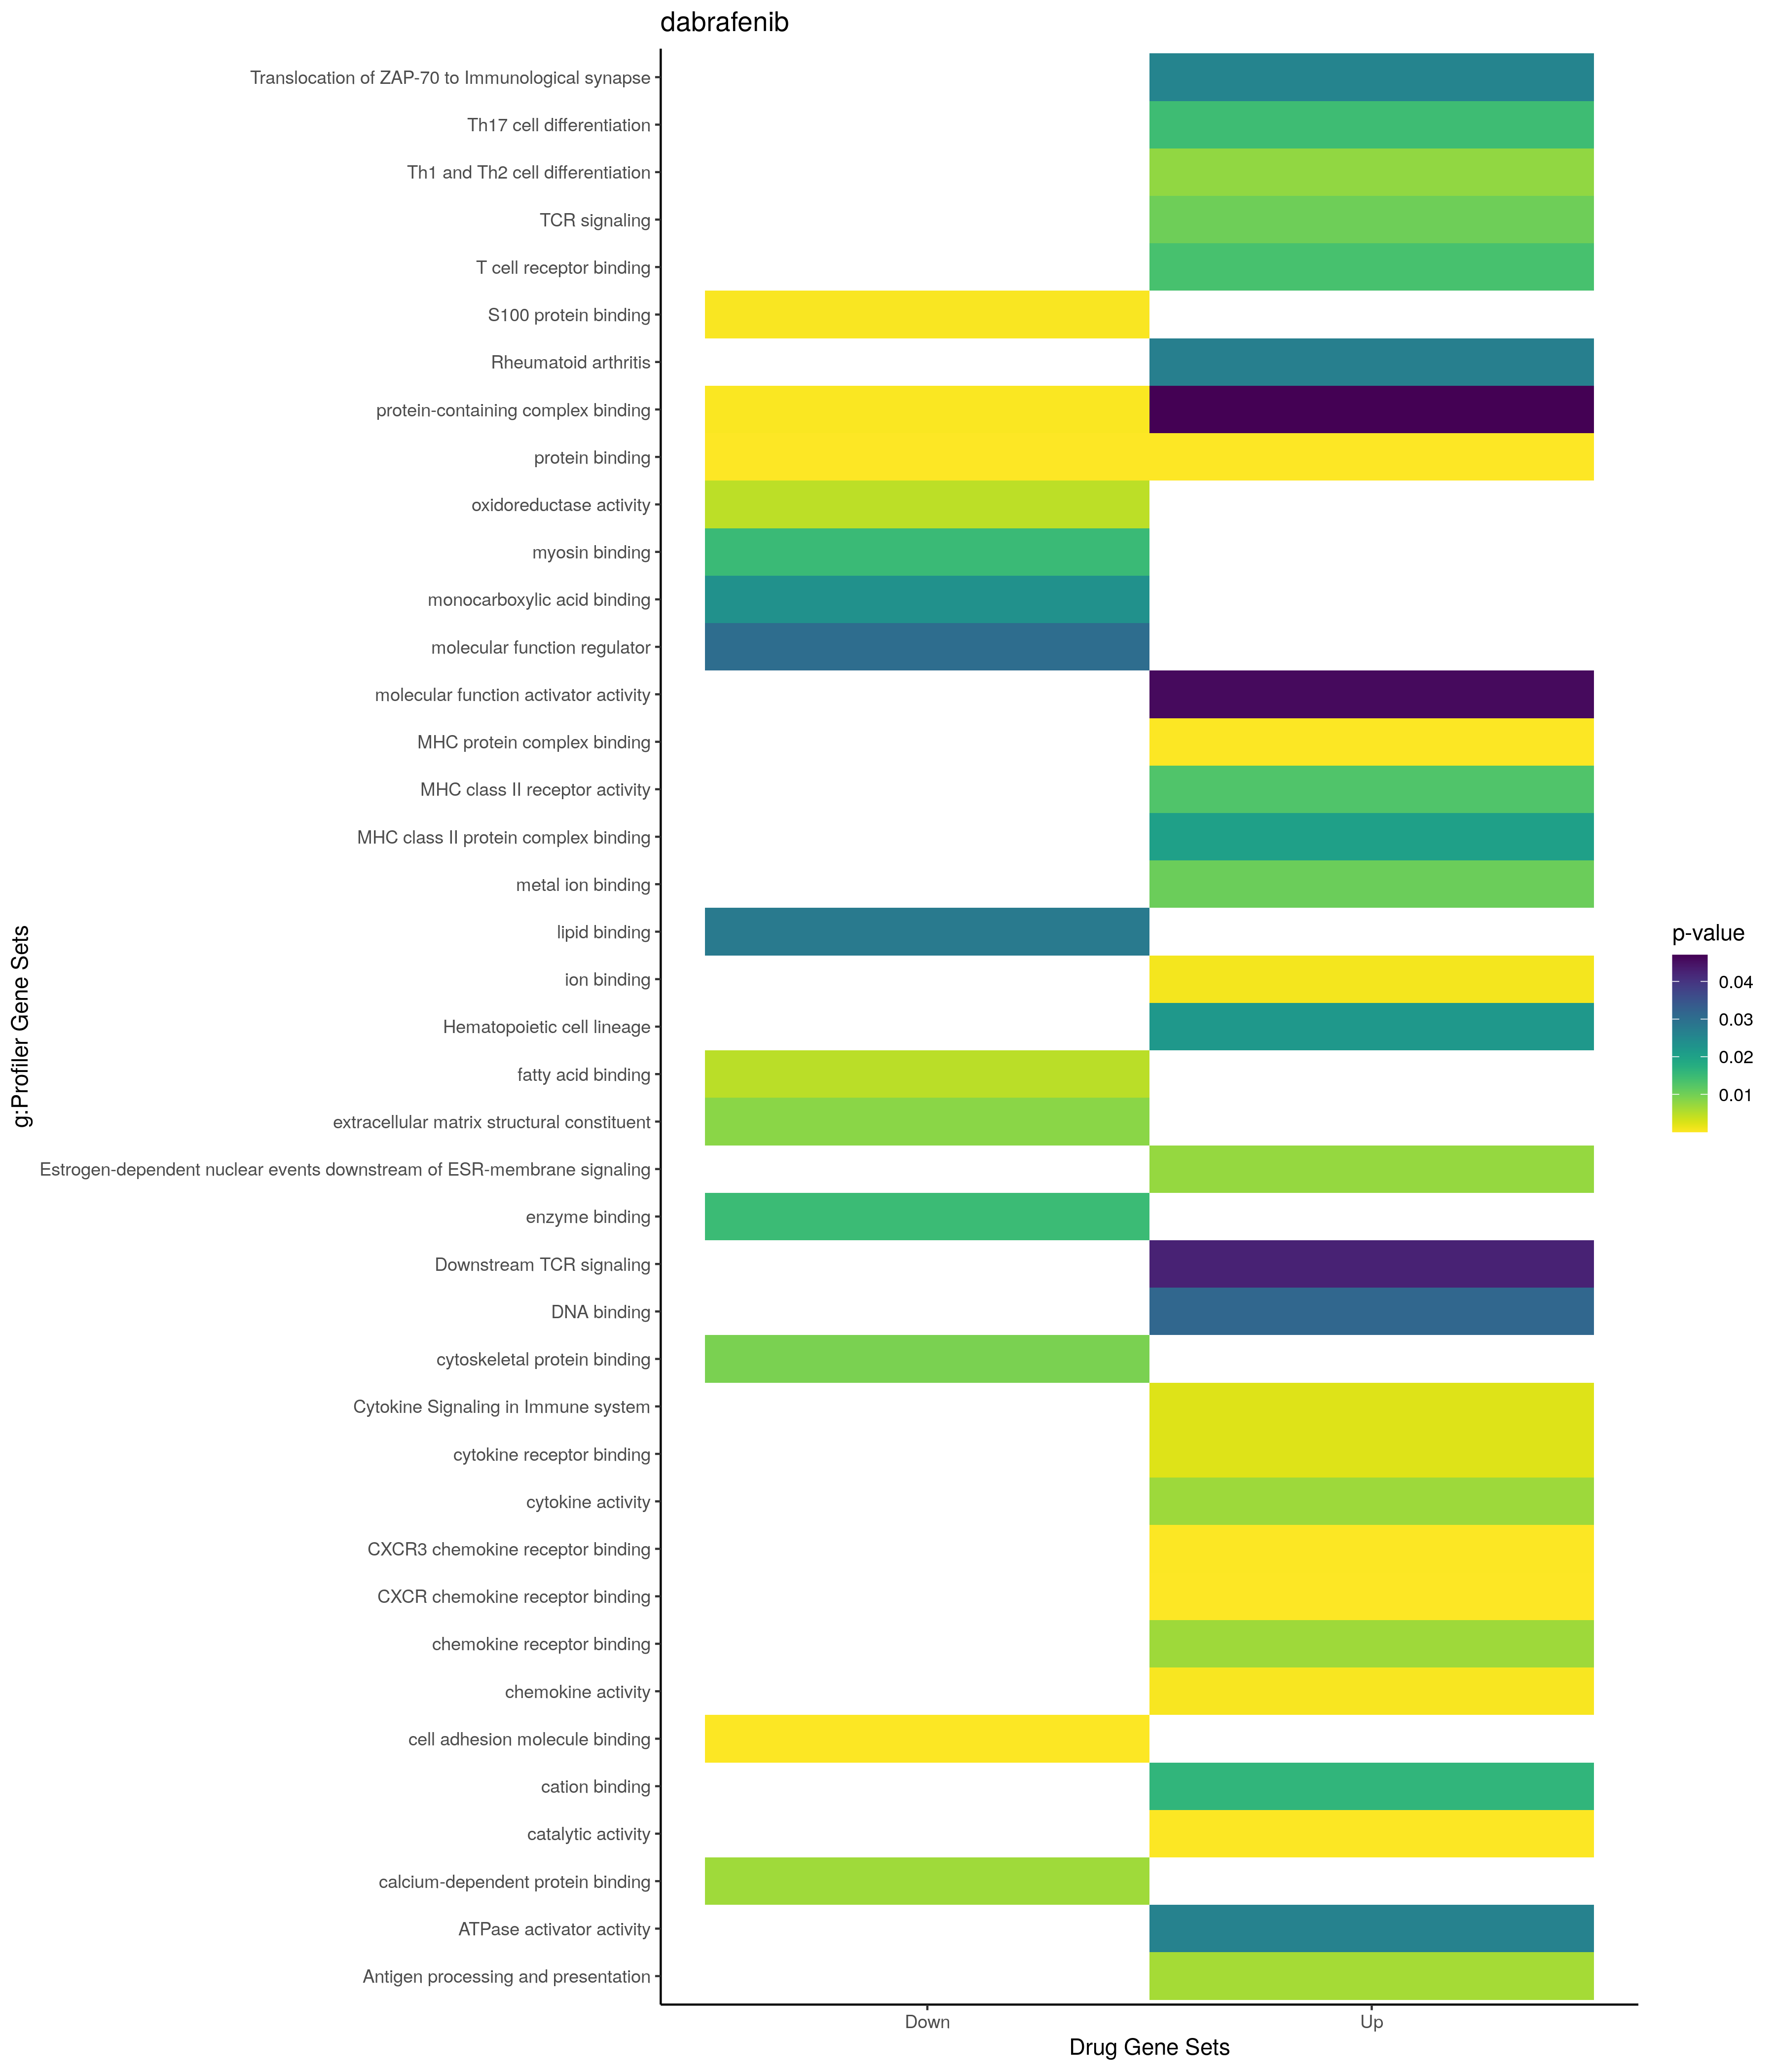 dabrafenib
Translocation of ZAP-70 to Immunological synapse
Th17 cell differentiation
Th1 and Th2 cell differentiation
TCR signaling
T cell receptor binding
S100 protein binding
Rheumatoid arthritis
protein-containing complex binding
protein binding
oxidoreductase activity
myosin binding
monocarboxylic acid binding
molecular function regulator
molecular function activator activity
MHC protein complex binding
MHC class II receptor activity
MHC class II protein complex binding
metal ion binding
lipid binding
ion binding
Hematopoietic cell lineage
fatty acid binding
extracellular matrix structural constituent
Estrogen-dependent nuclear events downstream of ESR-membrane signaling
enzyme binding
Downstream TCR signaling
DNA binding
cytoskeletal protein binding
Cytokine Signaling in Immune system
cytokine receptor binding
cytokine activity
CXCR3 chemokine receptor binding
CXCR chemokine receptor binding
chemokine receptor binding
chemokine activity
cell adhesion molecule binding
cation binding
catalytic activity
calcium-dependent protein binding
ATPase activator activity
Antigen processing and presentation
g:Profiler Gene Sets
Down
Up
Drug Gene Sets
p-value
0.04
0.03
0.02
0.01